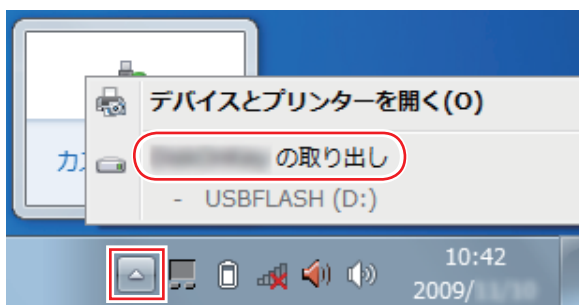 デバイスとプリンターを開く(O)
の取り出し
カ
- USBFLASH (D:)
10:42
2009/